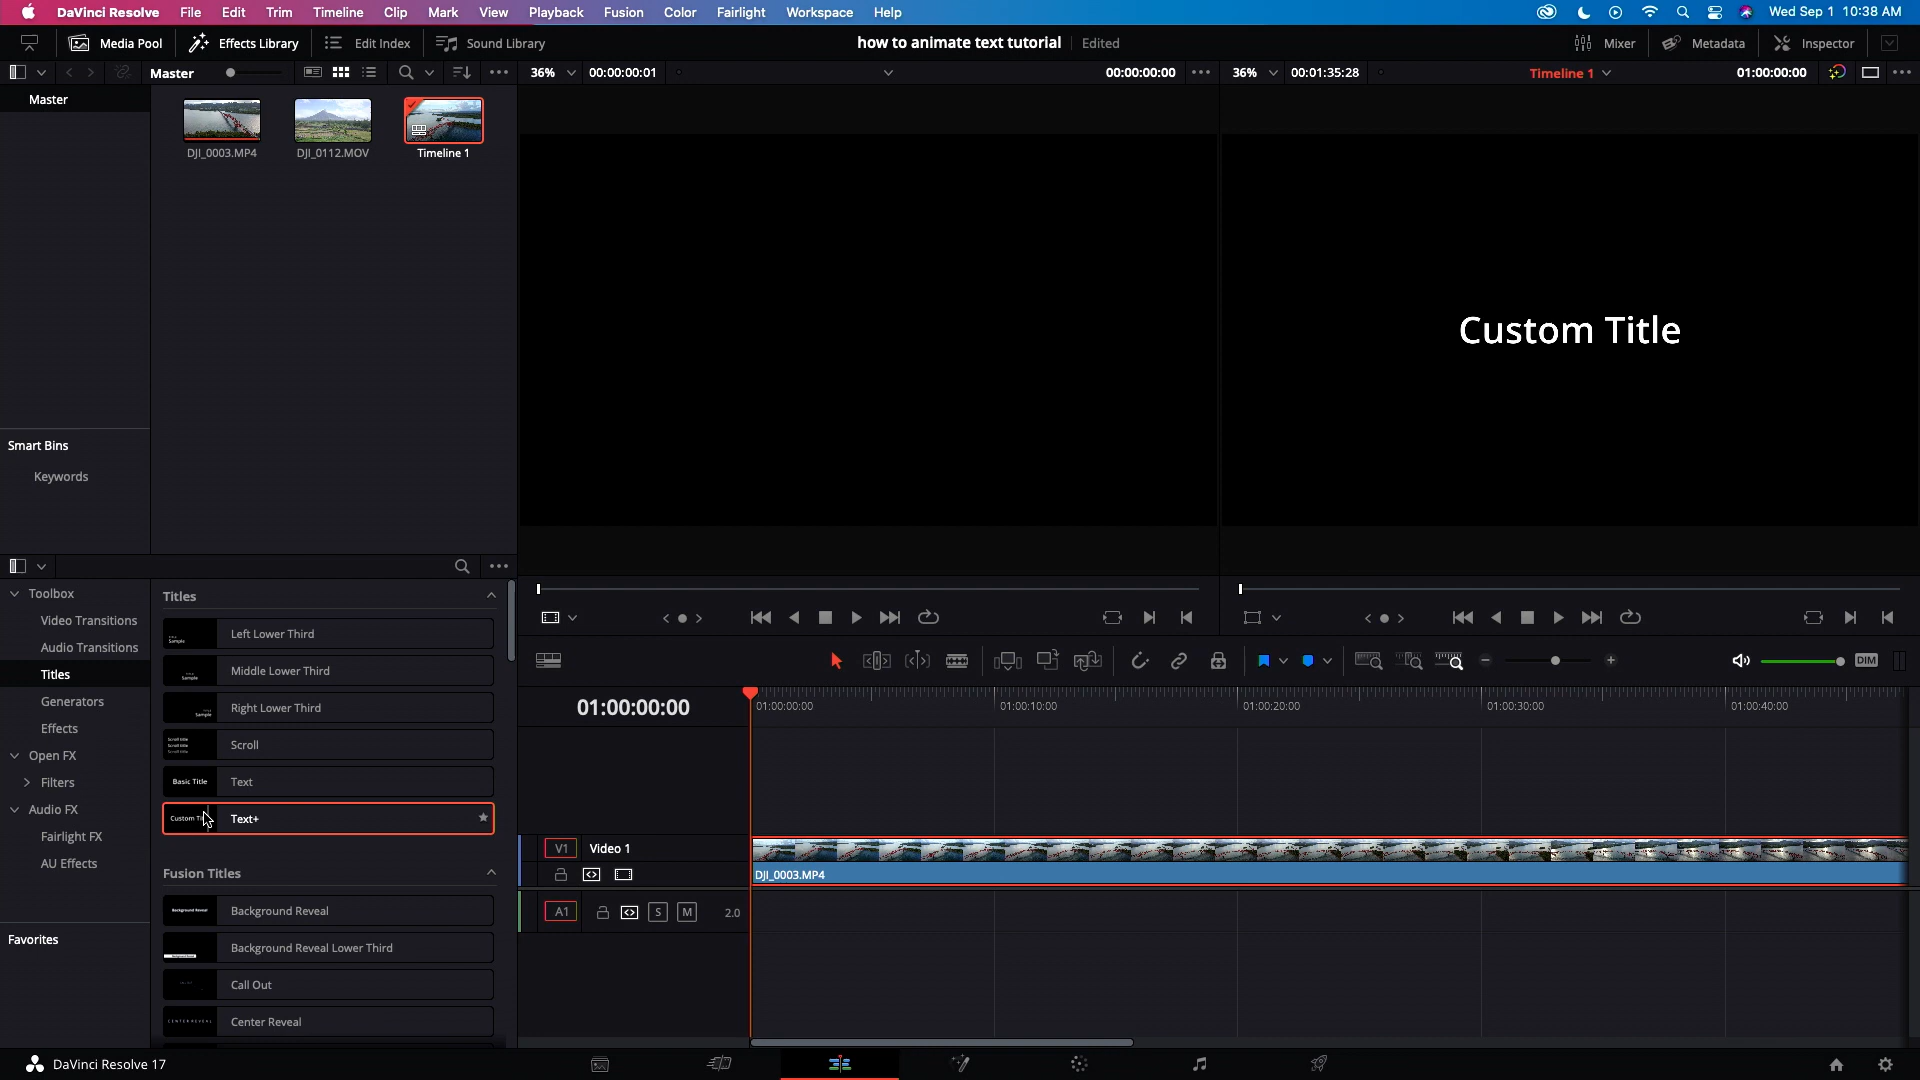 DaVinci Resolve File Edit Trim Timeline Clip Mark View Playback Fusion Color Fairlight Workspace Help Wed Sep 1 10:38 AM
Media Pool Effects Library Edit Index Sound Library how to animate text tutorial Edited Mixer Metadata Inspector
Master 36% 00:00:00:01 00:00:00:00 36% 00:01:35:28 Timeline 1 01:00:00:00
Master
DJI_0003.MP4 DJI_0112.MOV Timeline 1
Custom Title
Smart Bins
Keywords
Toolbox
Video Transitions
Audio Transitions
Titles
Generators
Effects
Open FX
Filters
Audio FX
Fairlight FX
AU Effects
Favorites
Titles
Left Lower Third
Middle Lower Third
Right Lower Third
Scroll
Basic Title Text
Text+
Fusion Titles
Background Reveal Background Reveal
Background Reveal Lower Third
Call Out
CENTER REVEAL Center Reveal
DIM
01:00:00:00 01:00:00:00 01:00:10:00 01:00:20:00 01:00:30:00 01:00:40:00
V1 Video 1
DJI_0003.MP4
A1 S M 2.0
DaVinci Resolve 17